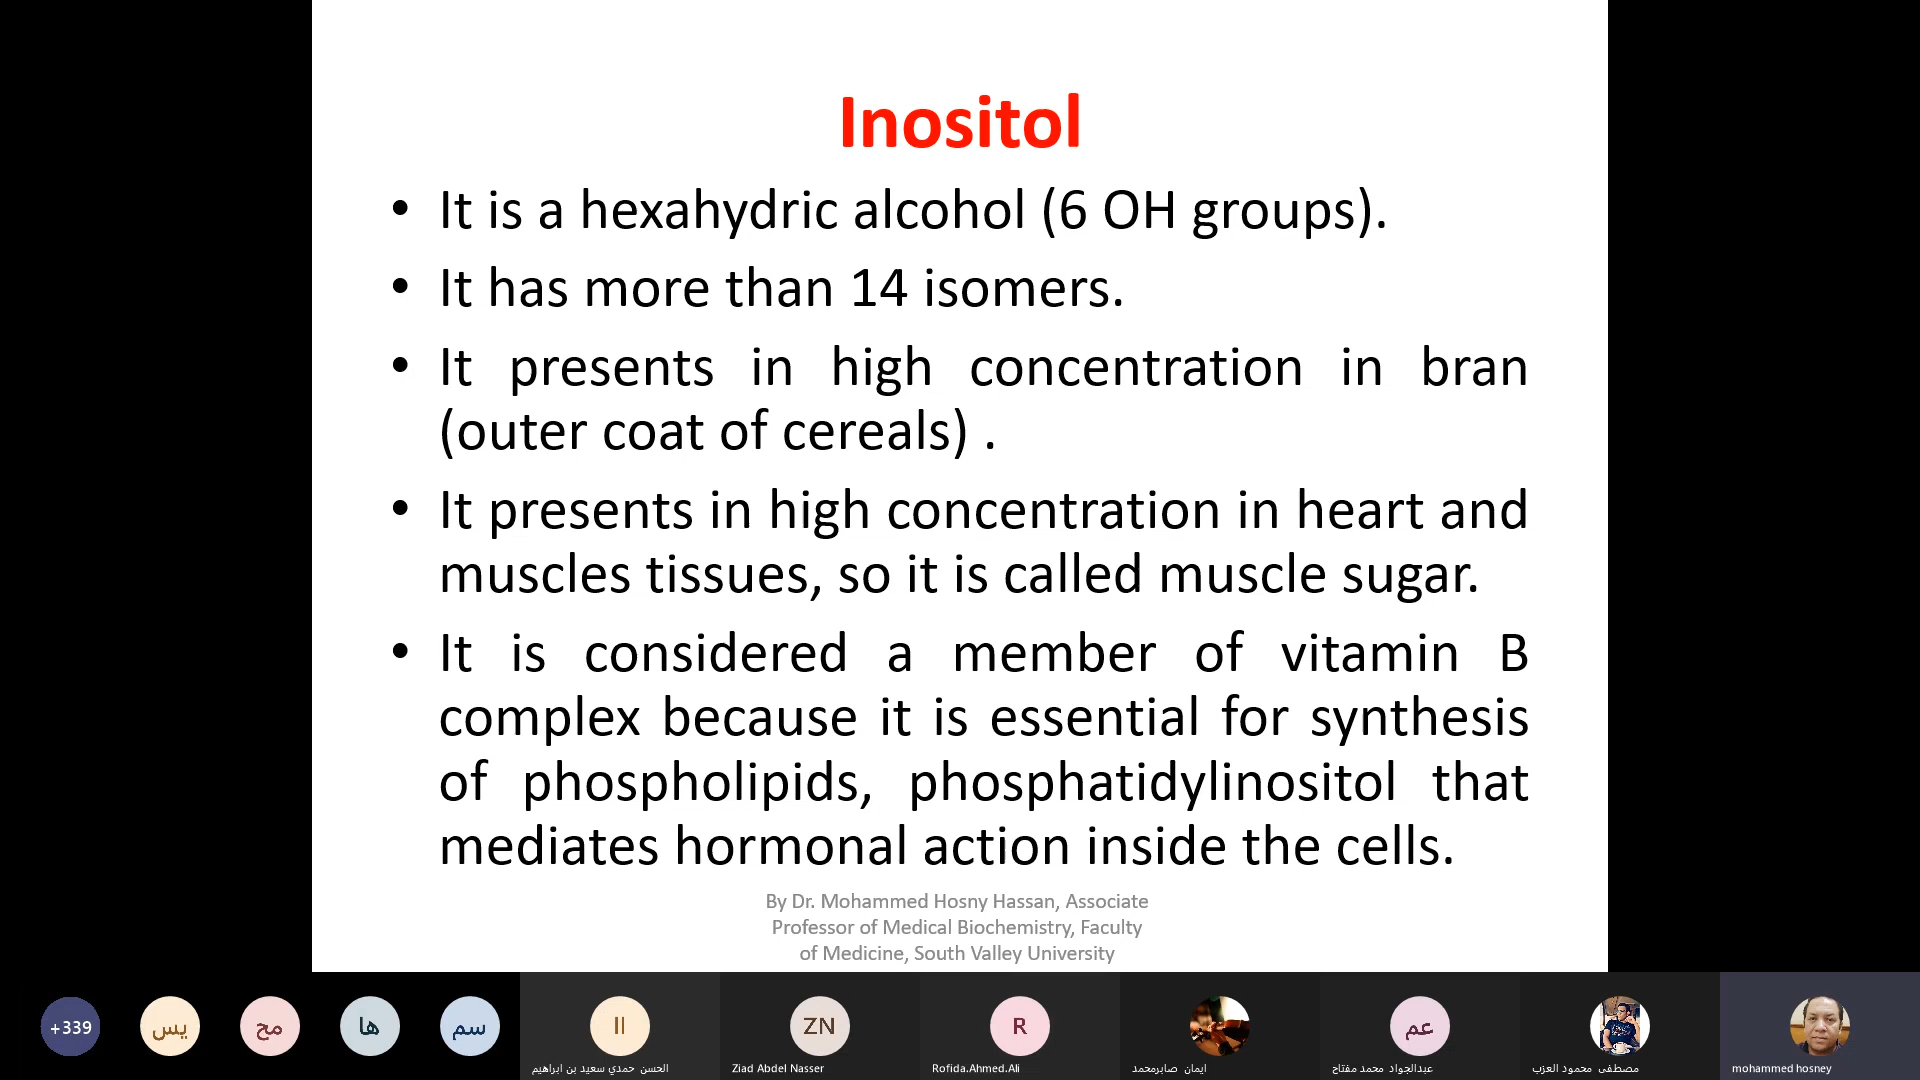 Inositol
• It is a hexahydric alcohol (6 OH groups).
• It has more than 14 isomers.
• It presents in high concentration in bran
(outer coat of cereals) .
• It presents in high concentration in heart and
muscles tissues, so it is called muscle sugar.
• It is considered a member of vitamin B
complex because it is essential for synthesis
of phospholipids, phosphatidylinositol that
mediates hormonal action inside the cells.
By Dr. Mohammed Hosny Hassan, Associate
Professor of Medical Biochemistry, Faculty
of Medicine, South Valley University
+339
يس
مح
ها
سم
اا
ZN
R
عم
الحسن حمدي سعيد بن ابراهيم
Ziad Abdel Nasser
Rofida.Ahmed.Ali
ايمان صابرمحمد
عبدالجواد محمد مفتاح
مصطفى محمود العزب
mohammed hosney